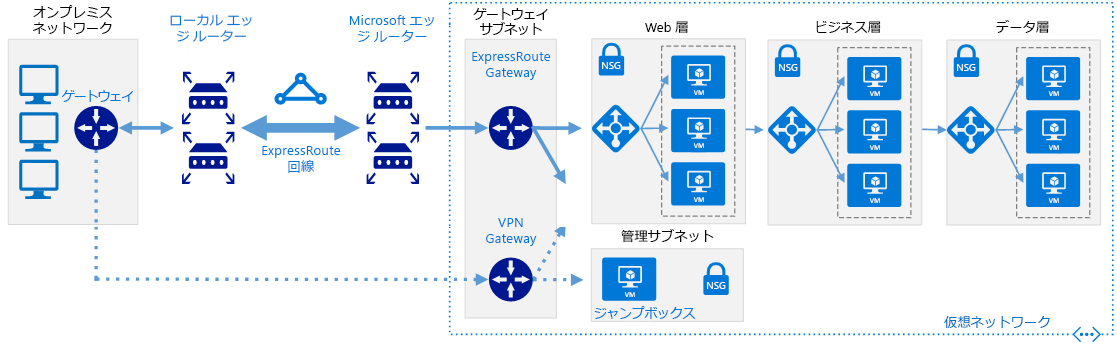 オンプレミス
ネットワーク
ゲートウェイ
ローカル エッ
ジ ルーター
ExpressRoute
回線
Microsoft エッ
ジ ルーター
ゲートウェイ
サブネット
ExpressRoute
Gateway
VPN
Gateway
Web 層
NSG
VM
VM
VM
ビジネス層
NSG
VM
VM
VM
データ層
NSG
VM
VM
VM
管理サブネット
VM
ジャンプボックス
NSG
仮想ネットワーク